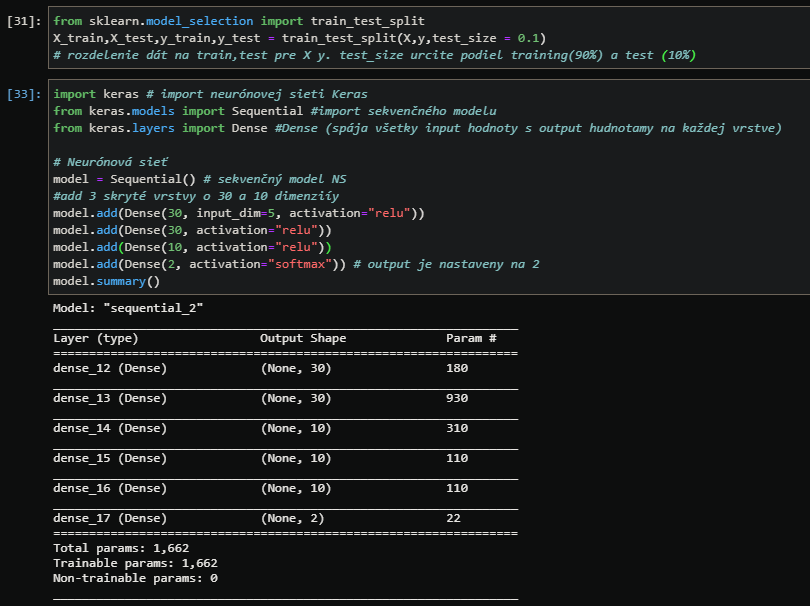 [31]: from sklearn.model_selection import train_test_split
X_train,X_test,y_train,y_test = train_test_split(X,y,test_size = 0.1)
# rozdelenie dát na train,test pre X y. test_size urcite podiel training(90%) a test (10%)
[33]: import keras # import neurónovej sieti Keras
from keras.models import Sequential #import sekvenčného modelu
from keras.layers import Dense #Dense (spája všetky input hodnoty s output hudnotamy na každej vrstve)
# Neurónová sieť
model = Sequential() # sekvenčný model NS
#add 3 skryté vrstvy o 30 a 10 dimenzííy
model.add(Dense(30, input_dim=5, activation="relu"))
model.add(Dense(30, activation="relu"))
model.add(Dense(10, activation="relu"))
model.add(Dense(2, activation="softmax")) # output je nastaveny na 2
model.summary()
Model: "sequential_2"
Layer (type) Output Shape Param #
dense_12 (Dense) (None, 30) 180
dense_13 (Dense) (None, 30) 930
dense_14 (Dense) (None, 10) 310
dense_15 (Dense) (None, 10) 110
dense_16 (Dense) (None, 10) 110
dense_17 (Dense) (None, 2) 22
Total params: 1,662
Trainable params: 1,662
Non-trainable params: 0